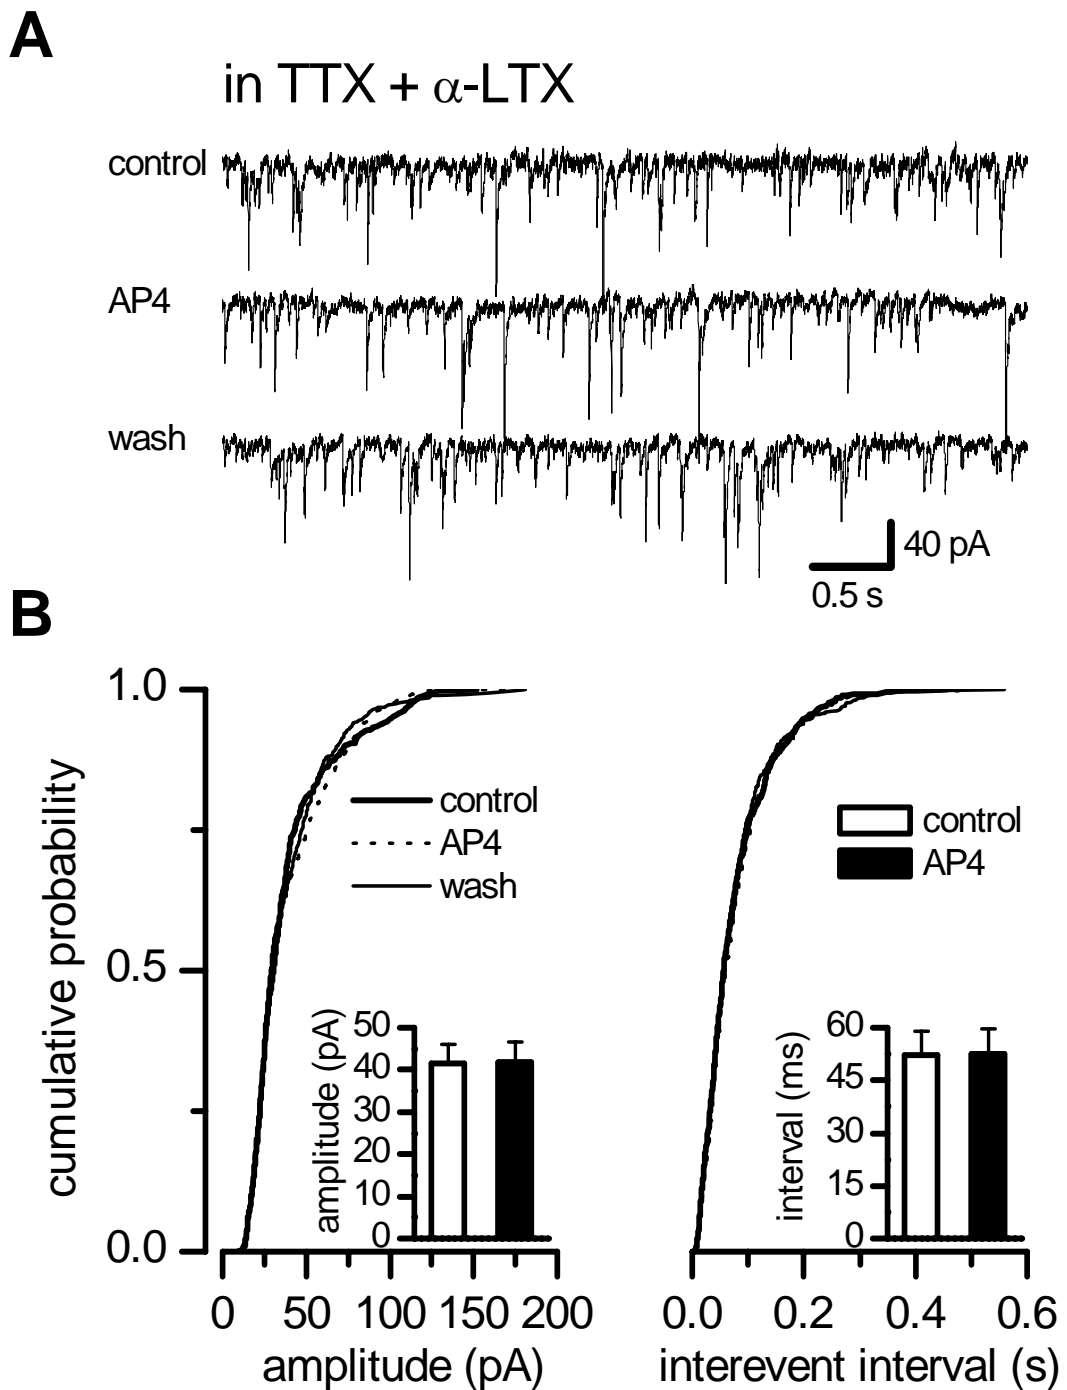 A
in TTX + α-LTX
control
AP4
wash
40 pA
0.5 s
B
cumulative probability
1.0
0.5
0.0
control
AP4
wash
amplitude (pA)
50
40
30
20
10
0
0 50 100 150 200
amplitude (pA)
control
AP4
interval (ms)
60
45
30
15
0
0.0 0.2 0.4 0.6
interevent interval (s)